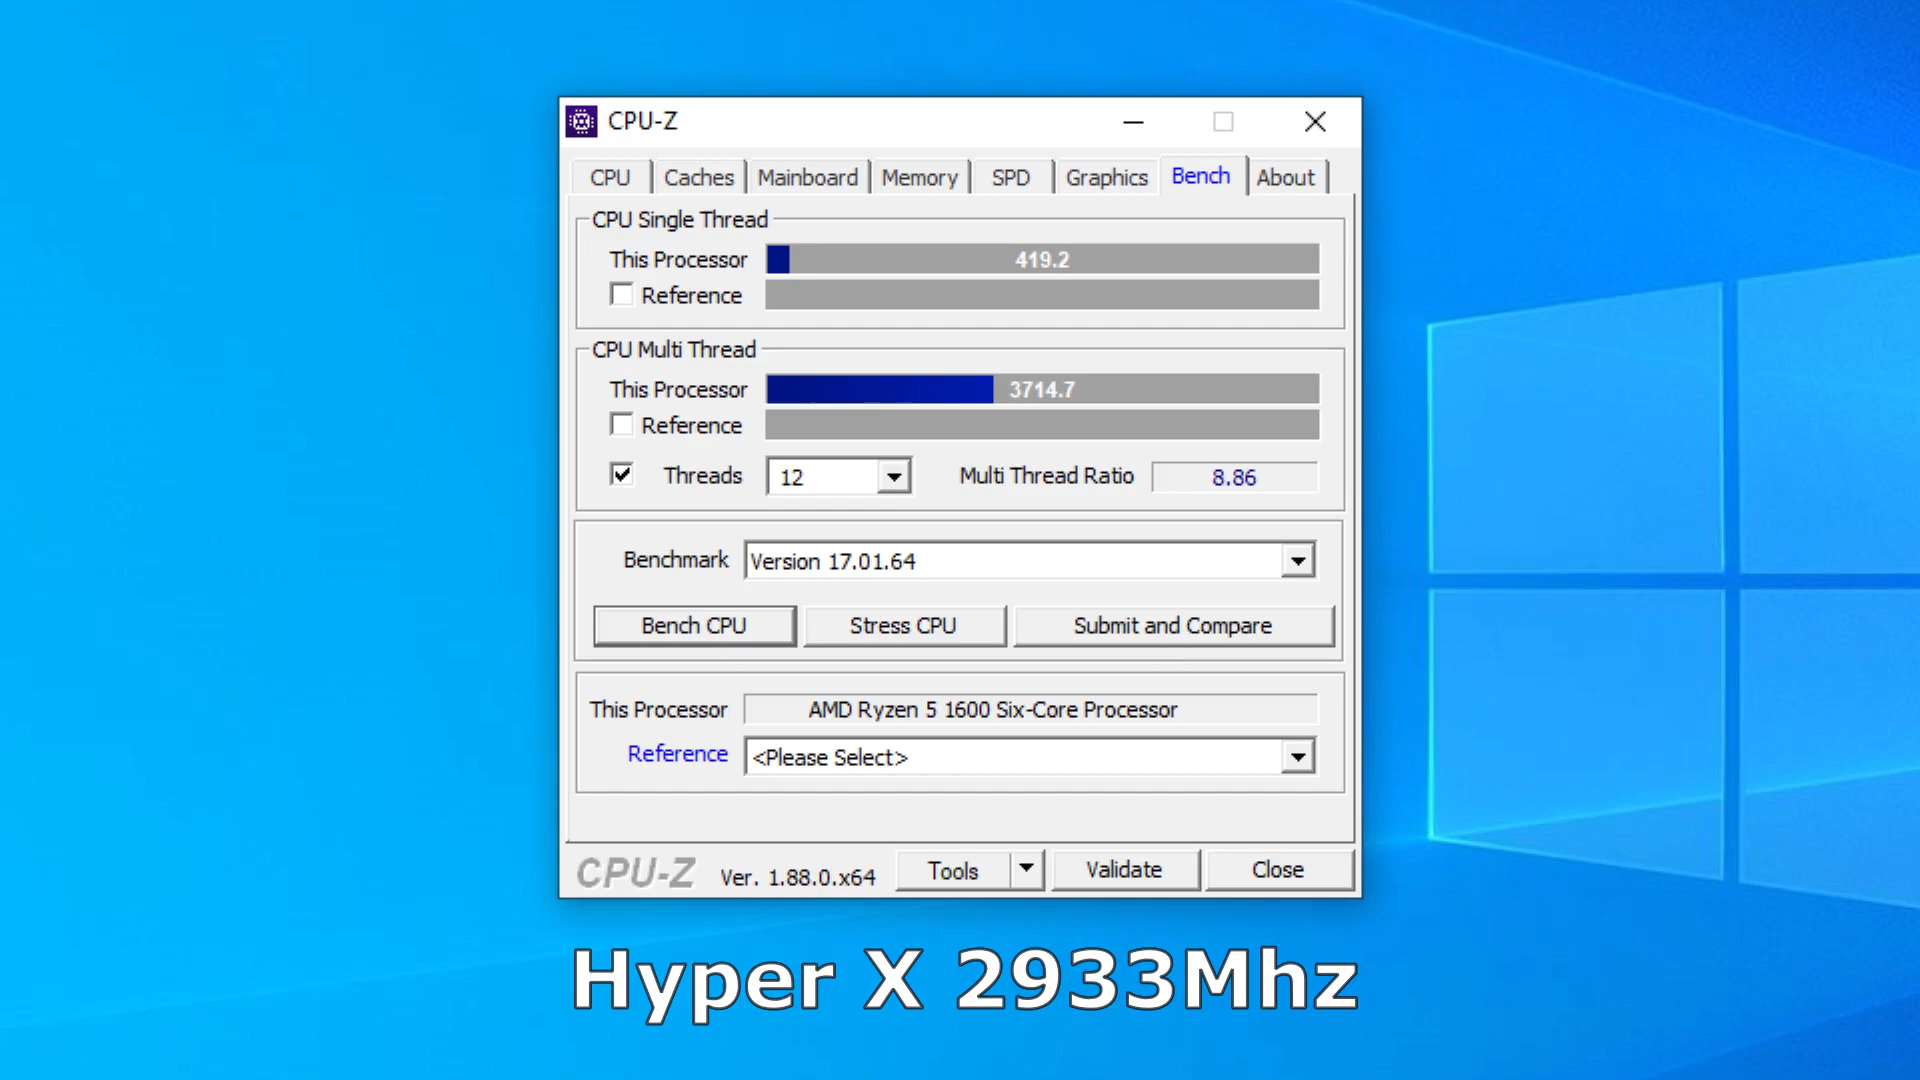 CPU-Z
CPU Caches Mainboard Memory SPD Graphics Bench About
CPU Single Thread
This Processor 419.2
Reference
CPU Multi Thread
This Processor 3714.7
Reference
Threads 12 Multi Thread Ratio 8.86
Benchmark Version 17.01.64
Bench CPU Stress CPU Submit and Compare
This Processor AMD Ryzen 5 1600 Six-Core Processor
Reference <Please Select>
CPU-Z Ver. 1.88.0.x64 Tools Validate Close
Hyper X 2933Mhz